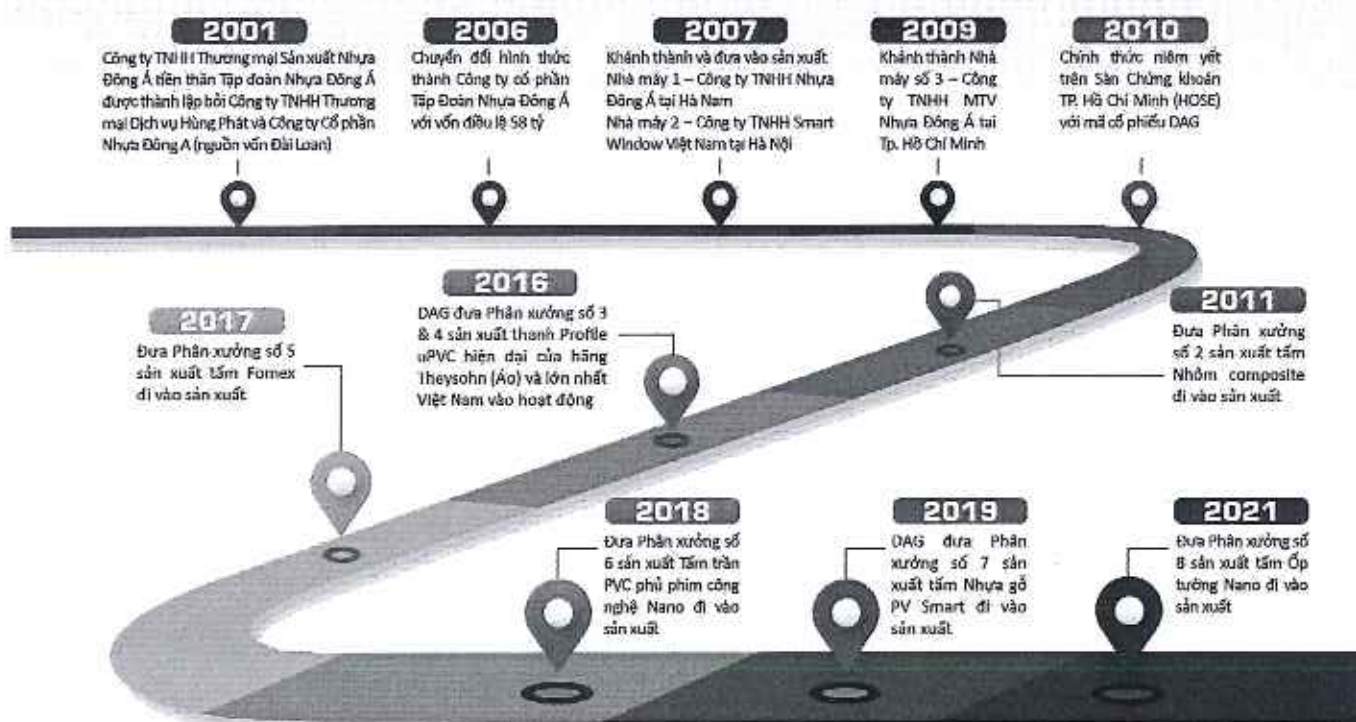 2001
Công ty TNHH Thương mại Sản xuất Nhựa
Đông Á tiền thân Tập đoàn Nhựa Đông Á
được thành lập bởi Công ty TNHH Thương
mại Dịch vụ Hùng Phát và Công ty Cổ phần
Nhựa Đông A (nguồn vốn Đài Loan)
2006
Chuyển đổi hình thức
thành Công ty cổ phần
Tập Đoàn Nhựa Đông Á
với vốn điều lệ 58 tỷ
2007
Khánh thành và đưa vào sản xuất
Nhà máy 1 – Công ty TNHH Nhựa
Đông Á tại Hà Nam
Nhà máy 2 – Công ty TNHH Smart
Window Việt Nam tại Hà Nội
2009
Khánh thành Nhà
máy số 3 – Công
ty TNHH MTV
Nhựa Đông Á tại
Tp. Hồ Chí Minh
2010
Chính thức niêm yết
trên Sàn Chứng khoán
TP. Hồ Chí Minh (HOSE)
với mã cổ phiếu DAG
2011
Đưa Phân xưởng
số 2 sản xuất tấm
Nhôm composite
đi vào sản xuất
2016
DAG đưa Phân xưởng số 3
& 4 sản xuất thanh Profile
uPVC hiện đại của hãng
Theysohn (Áo) và lớn nhất
Việt Nam vào hoạt động
2017
Đưa Phân xưởng số 5
sản xuất tấm Fomex
đi vào sản xuất
2018
Đưa Phân xưởng số
6 sản xuất Tấm trần
PVC phủ phim công
nghệ Nano đi vào
sản xuất
2019
DAG đưa Phân
xưởng số 7 sản
xuất tấm Nhựa gỗ
PV Smart đi vào
sản xuất
2021
Đưa Phân xưởng số
8 sản xuất tấm Ốp
tường Nano đi vào
sản xuất